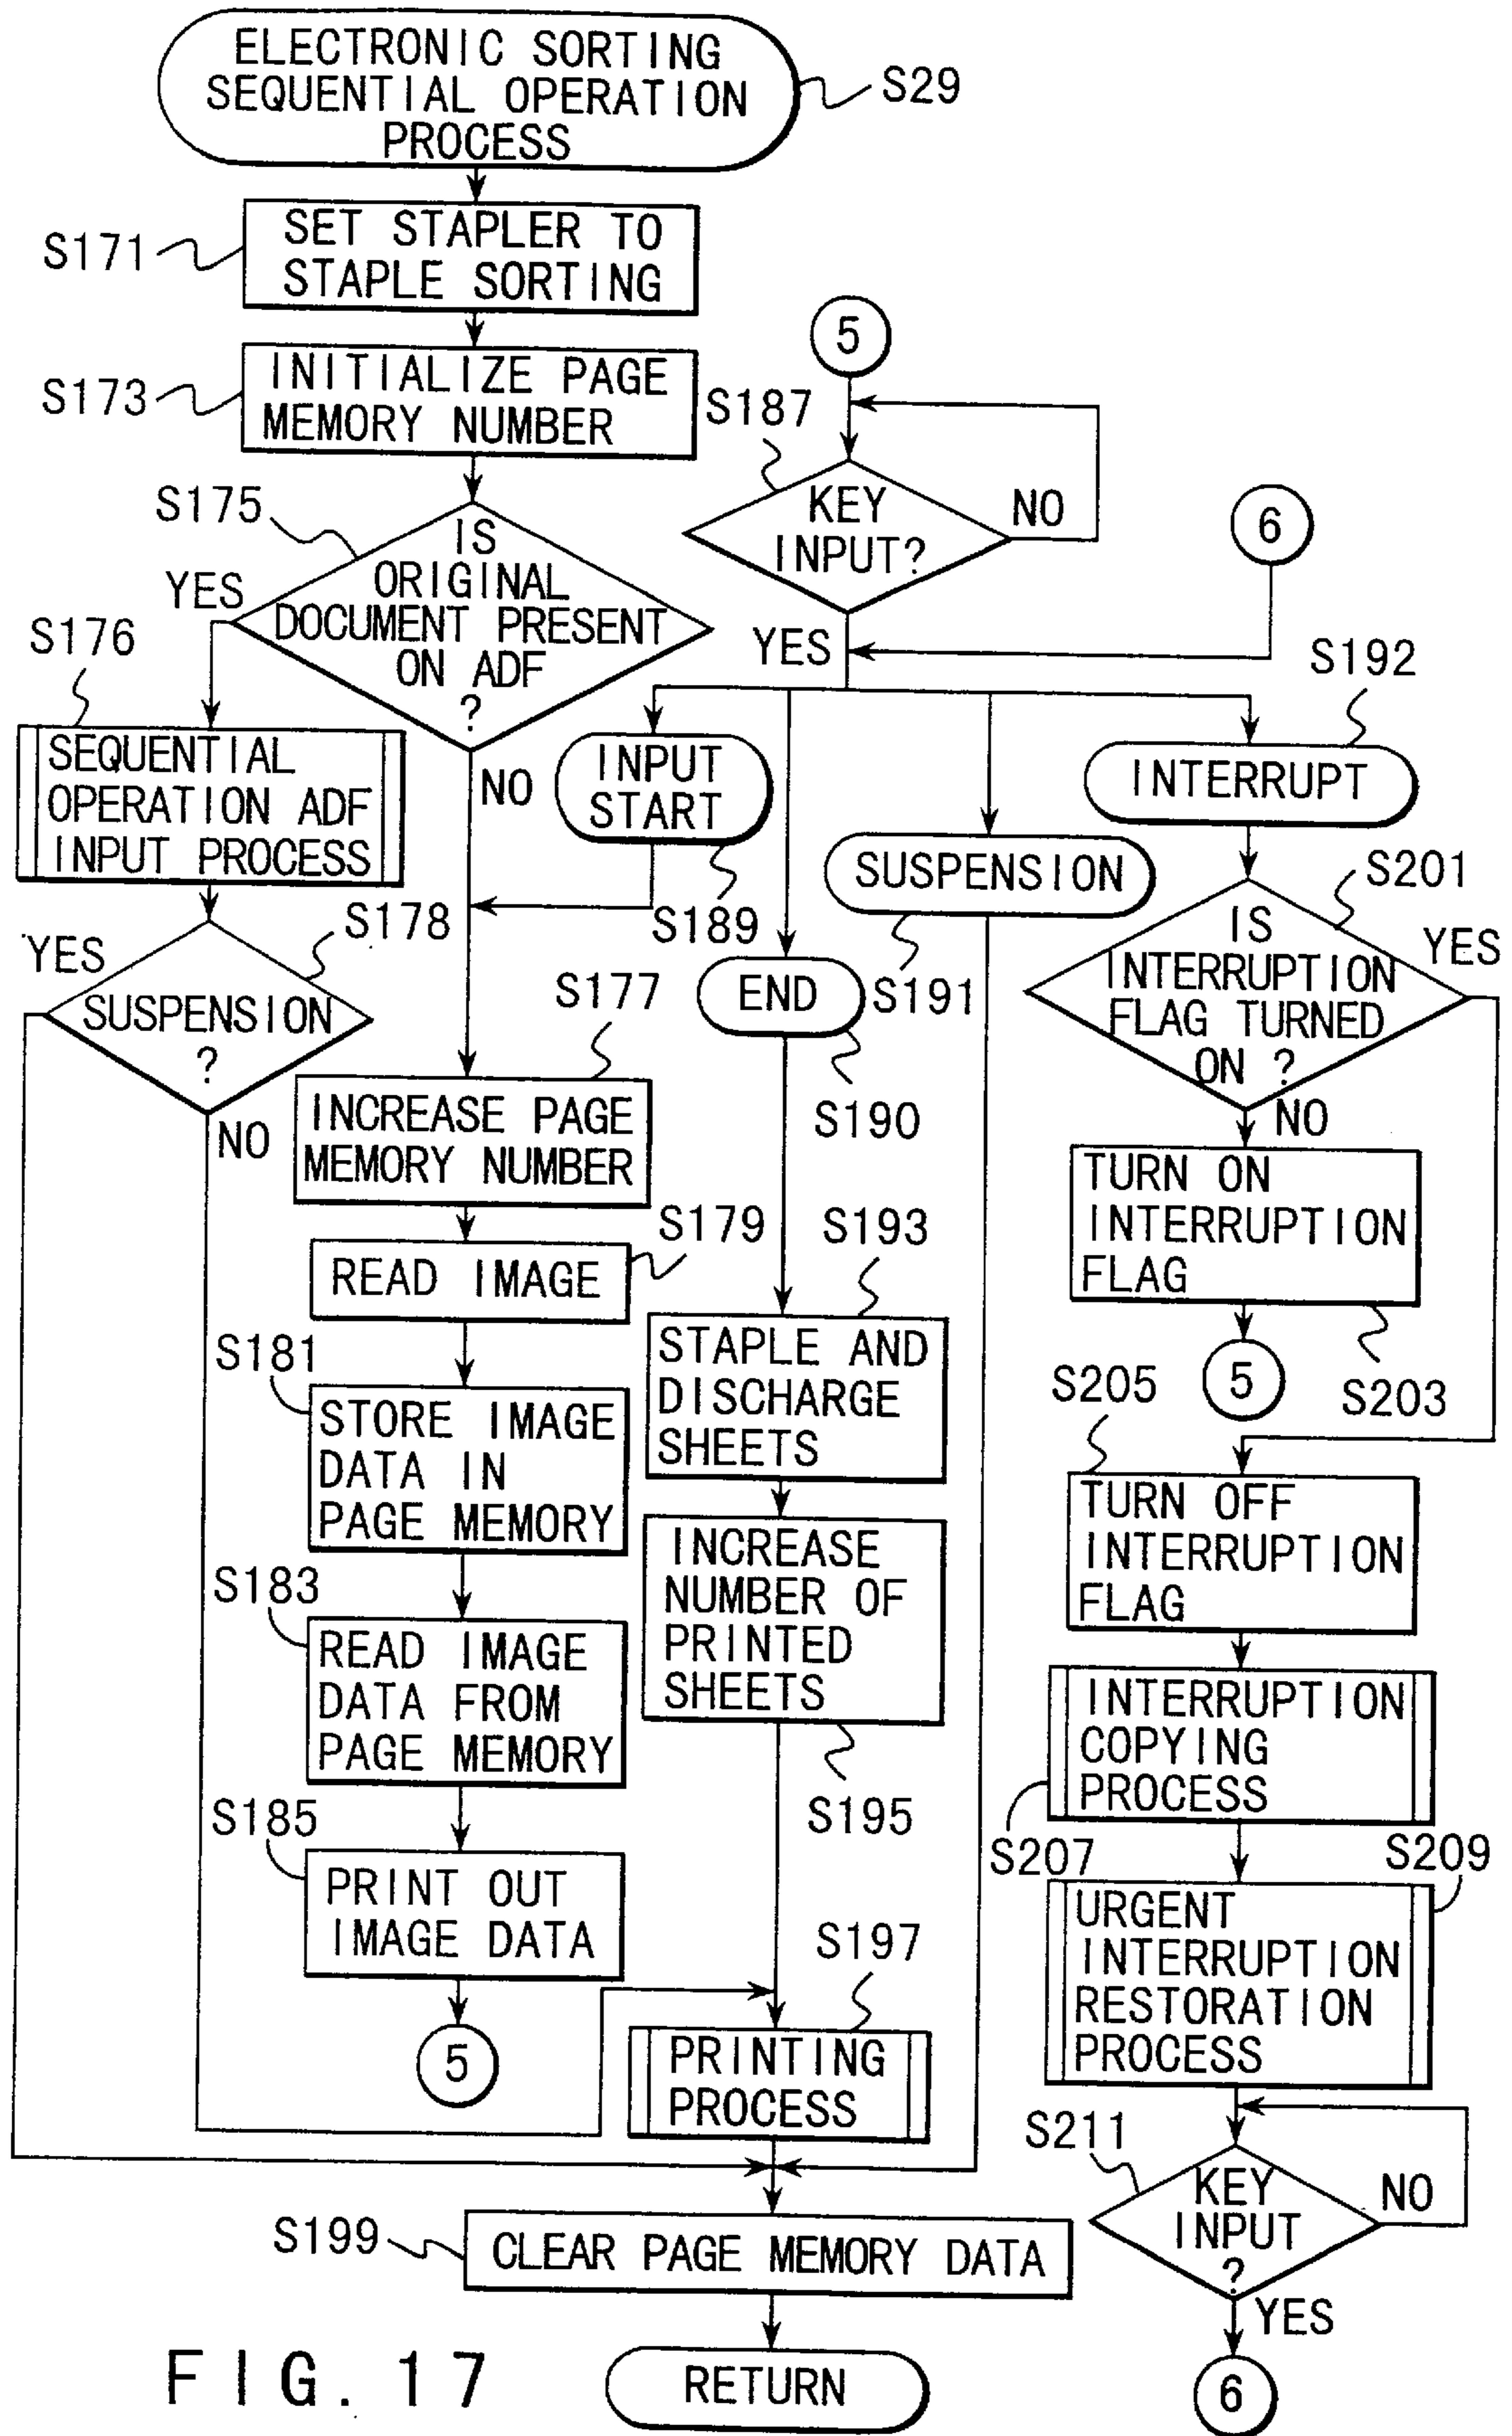 ELECTRONIC SORTING
SEQUENTIAL OPERATION
PROCESS
S29
S171
SET STAPLER TO
STAPLE SORTING
S173
INITIALIZE PAGE
MEMORY NUMBER
S175
IS
ORIGINAL
DOCUMENT PRESENT
ON ADF
?
YES
NO
S176
SEQUENTIAL
OPERATION ADF
INPUT PROCESS
S178
YES
SUSPENSION
?
NO
S177
INCREASE PAGE
MEMORY NUMBER
S179
READ IMAGE
S181
STORE IMAGE
DATA IN
PAGE MEMORY
S183
READ IMAGE
DATA FROM
PAGE MEMORY
S185
PRINT OUT
IMAGE DATA
5
5
S187
KEY
INPUT?
NO
YES
6
INPUT
START
S189
END
S190
SUSPENSION
S191
S192
INTERRUPT
S193
STAPLE AND
DISCHARGE
SHEETS
INCREASE
NUMBER OF
PRINTED
SHEETS
S195
S197
PRINTING
PROCESS
S199
CLEAR PAGE MEMORY DATA
RETURN
S201
IS
INTERRUPTION
FLAG TURNED
ON ?
YES
NO
TURN ON
INTERRUPTION
FLAG
S203
5
S205
TURN OFF
INTERRUPTION
FLAG
INTERRUPTION
COPYING
PROCESS
S207
S209
URGENT
INTERRUPTION
RESTORATION
PROCESS
S211
KEY
INPUT
?
NO
YES
6
FIG. 17